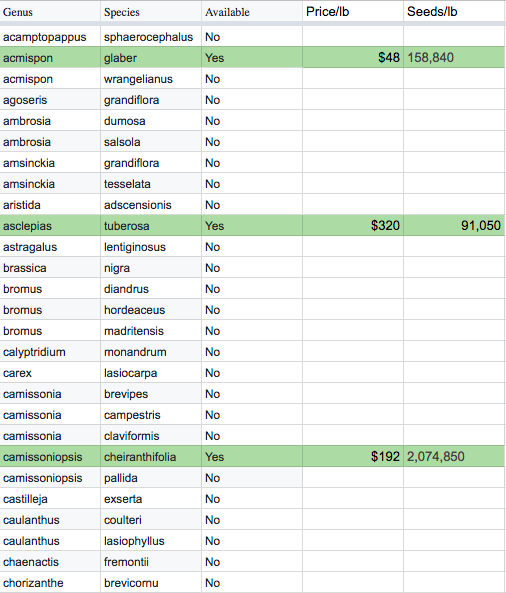 Genus Species Available Price/lb Seeds/lb
acamptopappus sphaerocephalus No
acmispon glaber Yes $48 158,840
acmispon wrangelianus No
agoseris grandiflora No
ambrosia dumosa No
ambrosia salsola No
amsinckia grandiflora No
amsinckia tesselata No
aristida adscensionis No
asclepias tuberosa Yes $320 91,050
astragalus lentiginosus No
brassica nigra No
bromus diandrus No
bromus hordeaceus No
bromus madritensis No
calyptridium monandrum No
carex lasiocarpa No
camissonia brevipes No
camissonia campestris No
camissonia claviformis No
camissoniopsis cheiranthifolia Yes $192 2,074,850
camissoniopsis pallida No
castilleja exserta No
caulanthus coulteri No
caulanthus lasiophyllus No
chaenactis fremontii No
chorizanthe brevicornu No